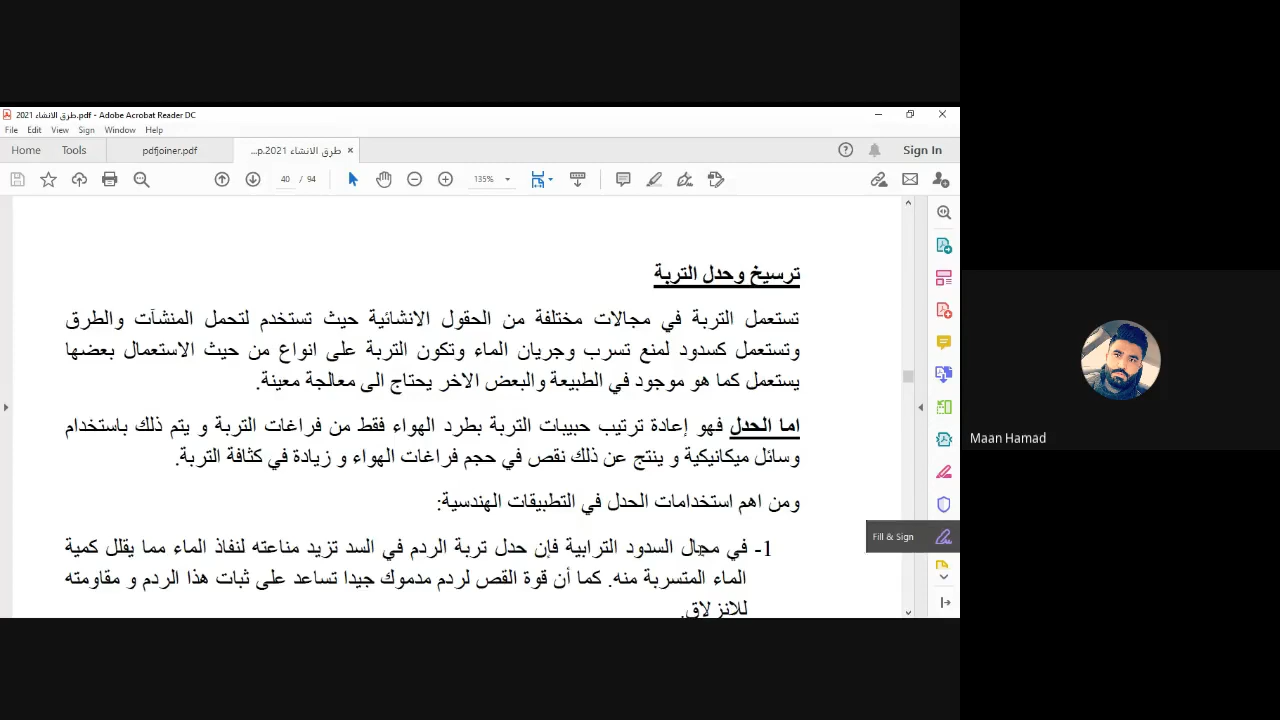 طرق الانشاء 2021.pdf - Adobe Acrobat Reader DC
File Edit View Sign Window Help
Home Tools pdfjoiner.pdf طرق الانشاء 2021.p... × Sign In
40 / 94 135%
ترسيخ وحدل التربة
تستعمل التربة في مجالات مختلفة من الحقول الانشائية حيث تستخدم لتحمل المنشآت والطرق
وتستعمل كسدود لمنع تسرب وجريان الماء وتكون التربة على انواع من حيث الاستعمال بعضها
يستعمل كما هو موجود في الطبيعة والبعض الاخر يحتاج الى معالجة معينة.
اما الحدل فهو إعادة ترتيب حبيبات التربة بطرد الهواء فقط من فراغات التربة و يتم ذلك باستخدام
وسائل ميكانيكية و ينتج عن ذلك نقص في حجم فراغات الهواء و زيادة في كثافة التربة.
ومن اهم استخدامات الحدل في التطبيقات الهندسية:
1- في مجال السدود الترابية فإن حدل تربة الردم في السد تزيد مناعته لنفاذ الماء مما يقلل كمية
الماء المتسربة منه. كما أن قوة القص لردم مدموك جيدا تساعد على ثبات هذا الردم و مقاومته
للانزلاق.
Fill & Sign
Maan Hamad